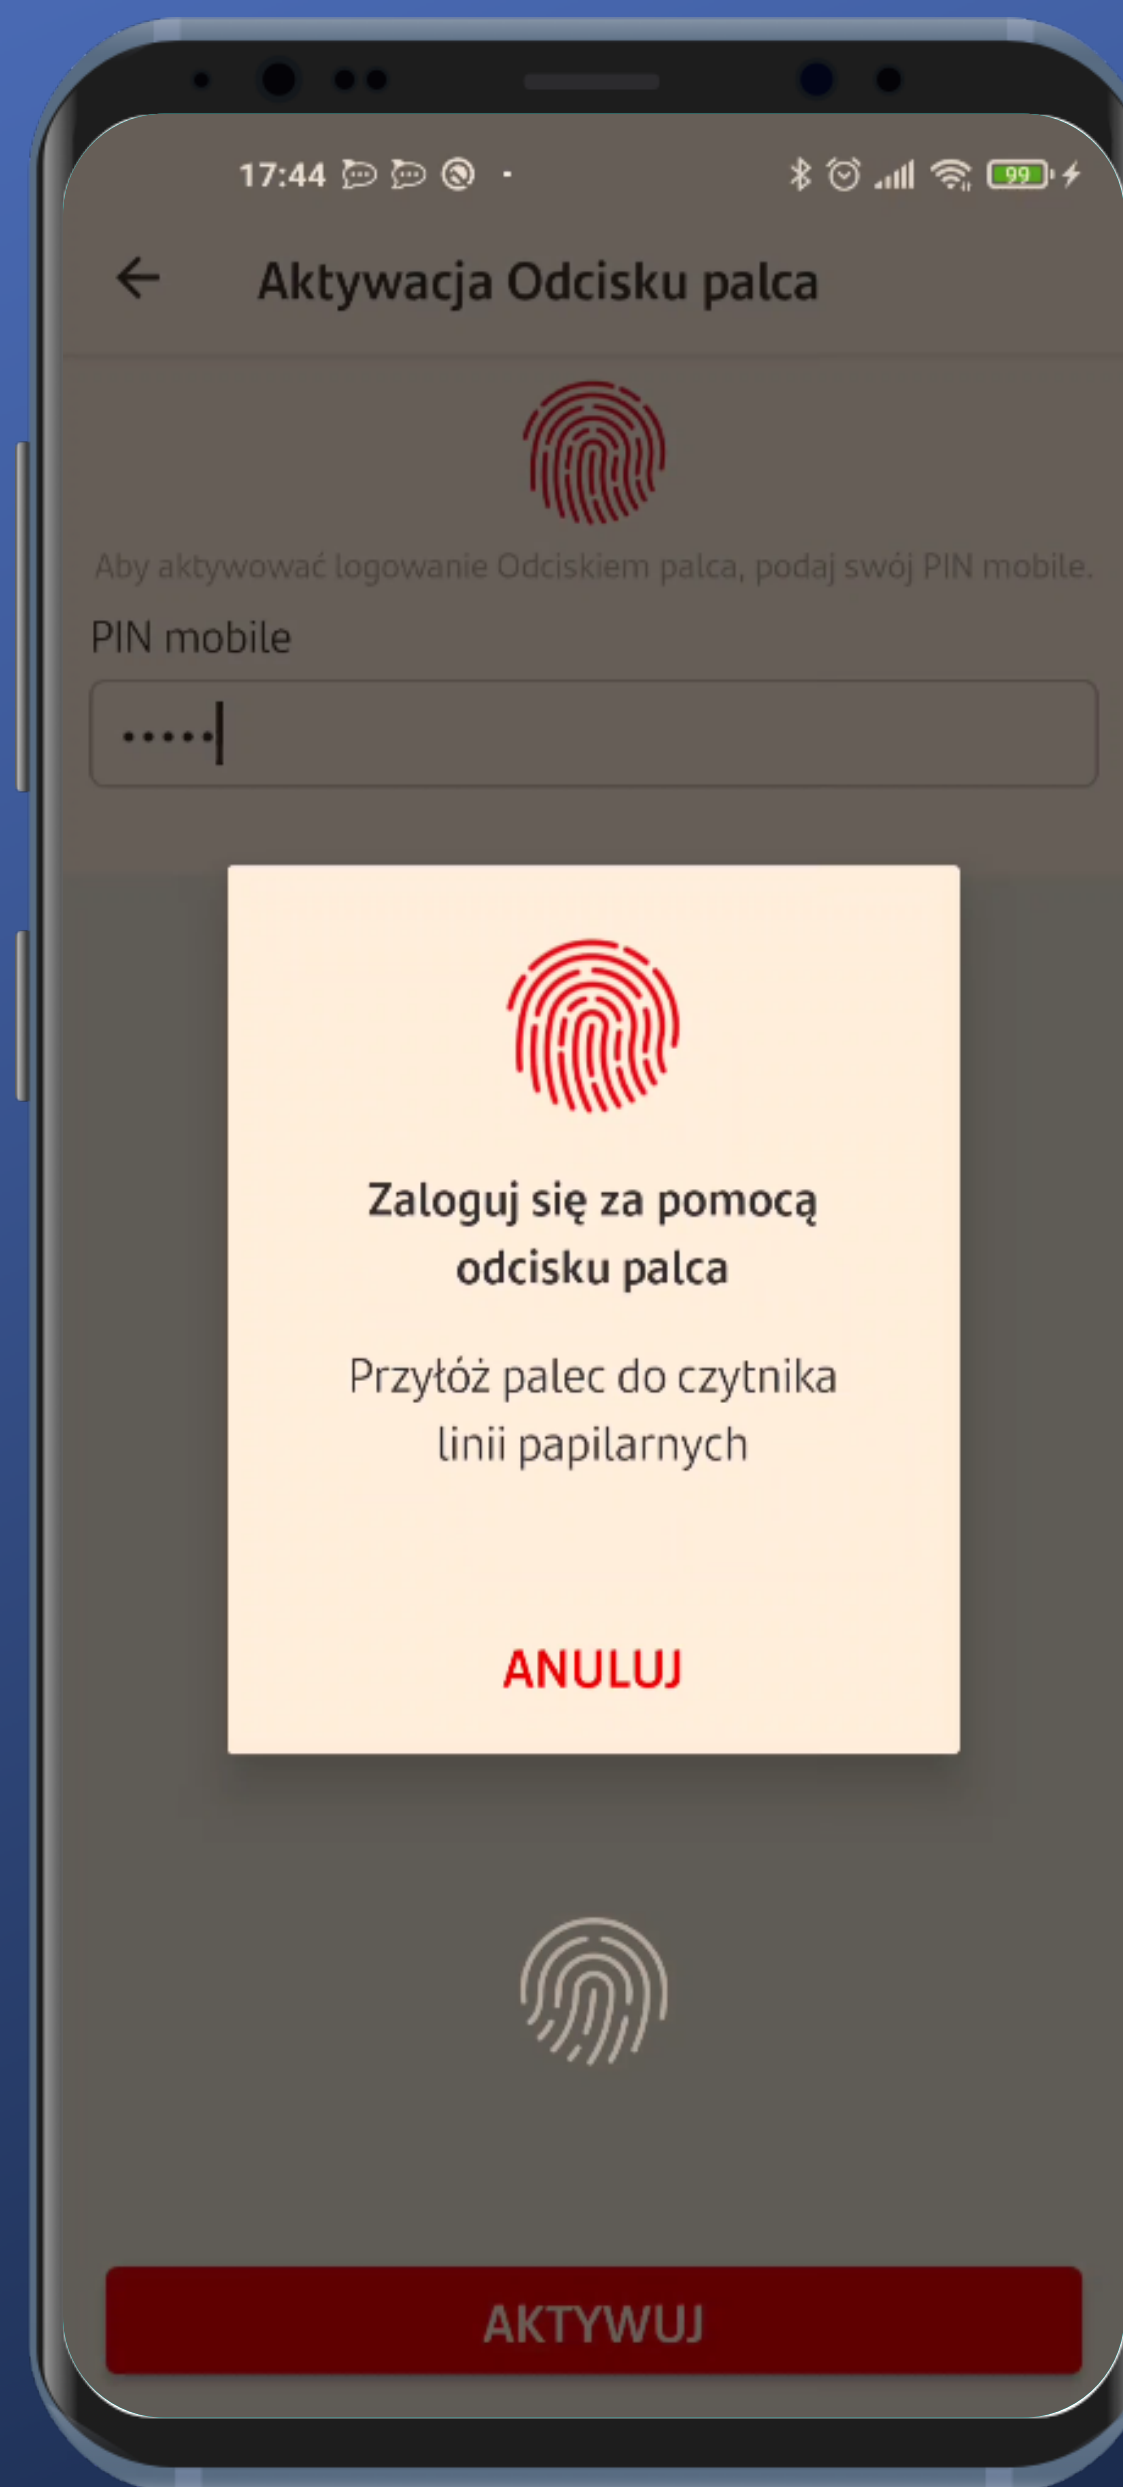 17:44
99
Aktywacja Odcisku palca
Aby aktywować logowanie Odciskiem palca, podaj swój PIN mobile.
PIN mobile
•••••
Zaloguj się za pomocą
odcisku palca
Przyłóż palec do czytnika
linii papilarnych
ANULUJ
AKTYWUJ